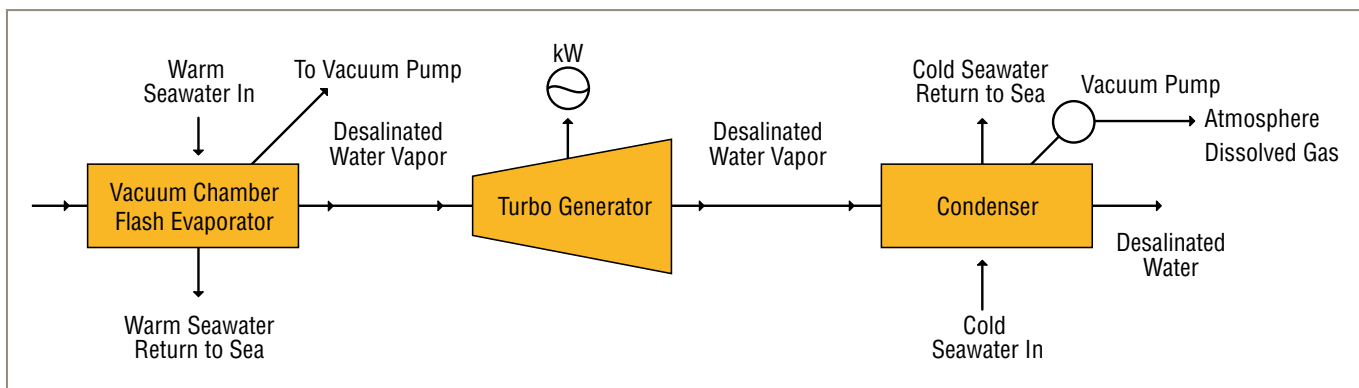 Warm
Seawater In
To Vacuum Pump
kW
Cold Seawater
Return to Sea
Vacuum Pump
Atmosphere
Dissolved Gas
Desalinated
Water Vapor
Desalinated
Water Vapor
Vacuum Chamber
Flash Evaporator
Turbo Generator
Condenser
Desalinated
Water
Warm Seawater
Return to Sea
Cold
Seawater In